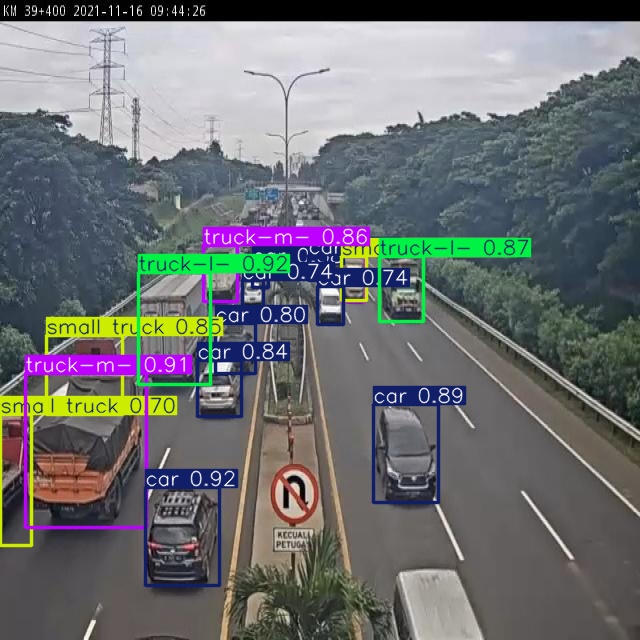 KM 39+400 2021-11-16 09:44:26
truck-m- 0.86
truck-l- 0.87
truck-l- 0.92
0.74
car 0.74
car 0.80
small truck 0.85
car 0.84
truck-m- 0.91
car 0.89
small truck 0.70
car 0.92
KECUALI
PETUGAS